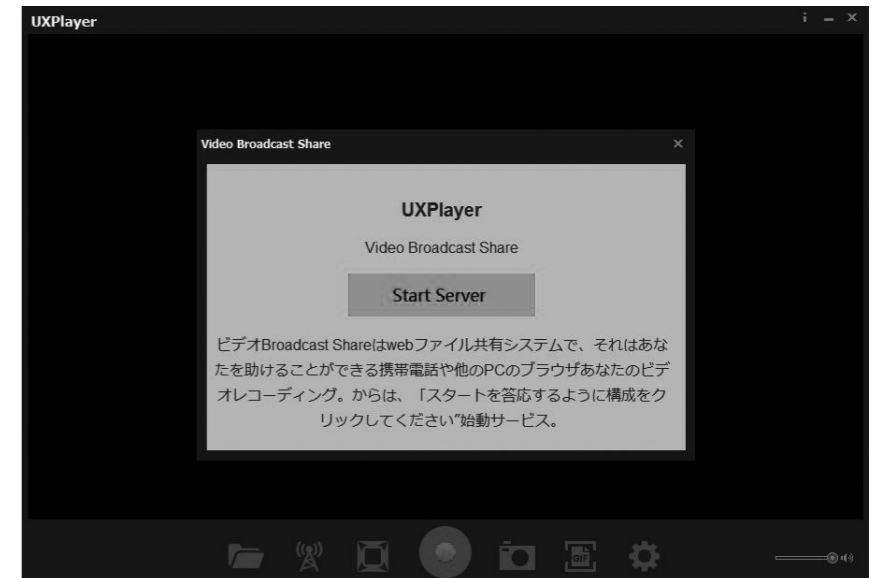 UXPlayer
Video Broadcast Share
UXPlayer
Video Broadcast Share
Start Server
ビデオBroadcast Shareはwebファイル共有システムで、それはあな
たを助けることができる携帯電話や他のPCのブラウザあなたのビデ
オレコーディング。からは、「スタートを答応するように構成をク
リックしてください”始動サービス。
GIF